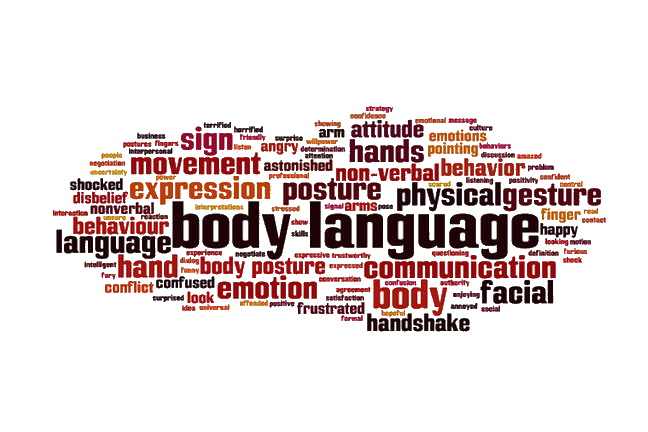 strategy
confidence
showing arm attitude emotional message
terrified horrified culture
business sign friendly surprise willpower emotions
postures fingers listen angry determination hands pointing behaviors
people interpersonal attention discussion amazed
negotiation movement astonished non-verbal behavior problem
uncertainty power professional listening positivity confident
shocked expression posture scared physical gesture control
disbelief
nonverbal interpretations stressed signal arms pose finger read
interaction unsure reaction body language contact
behaviour show happy
language skills looking motion
experience negotiate expressive trustworthy questioning definition furious
intelligent hand dialog body posture expressed communication shock
fury funny
conflict confused emotion conversation confusion body authority facial
agreement enjoying
surprised look satisfaction annoyed
idea universal offended positive frustrated hopeful social
formal handshake